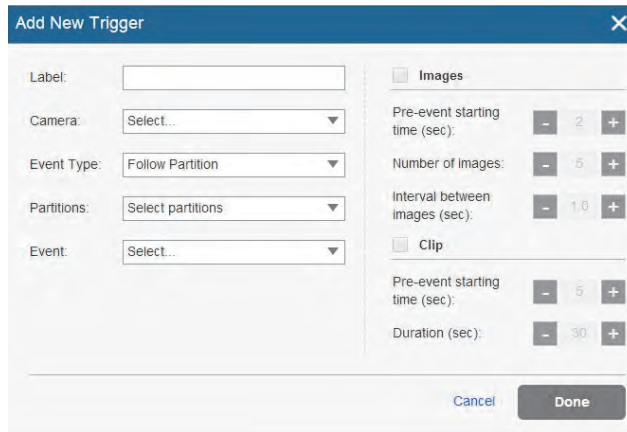 Add New Trigger
Label:
Camera: Select...
Event Type: Follow Partition
Partitions: Select partitions
Event: Select...
Images
Pre-event starting
time (sec): - 2 +
Number of images: - 5 +
Interval between
images (sec): - 1.0 +
Clip
Pre-event starting
time (sec): - 5 +
Duration (sec): - 30 +
Cancel Done